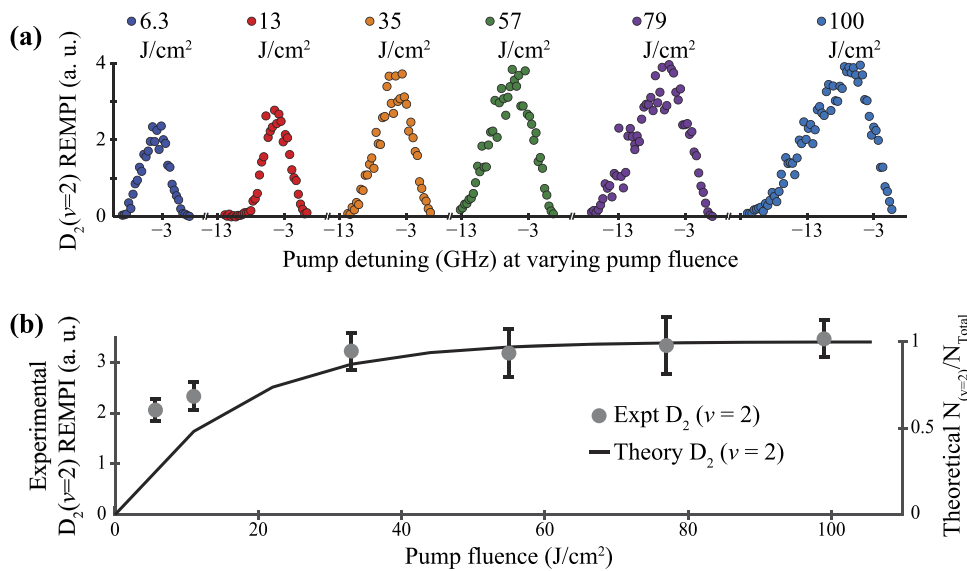 (a)
6.3 J/cm²
13 J/cm²
35 J/cm²
57 J/cm²
79 J/cm²
100 J/cm²
D₂(v=2) REMPI (a. u.)
4
2
0
−3 −13 −3 −13 −3 −13 −3 −13 −3 −13 −3
Pump detuning (GHz) at varying pump fluence
(b)
Experimental
D₂(v=2) REMPI (a. u.)
3
2
1
0
Expt D₂ (v = 2)
Theory D₂ (v = 2)
1
0.5
0
Theoretical N(v=2)/NTotal
0 20 40 60 80 100
Pump fluence (J/cm²)